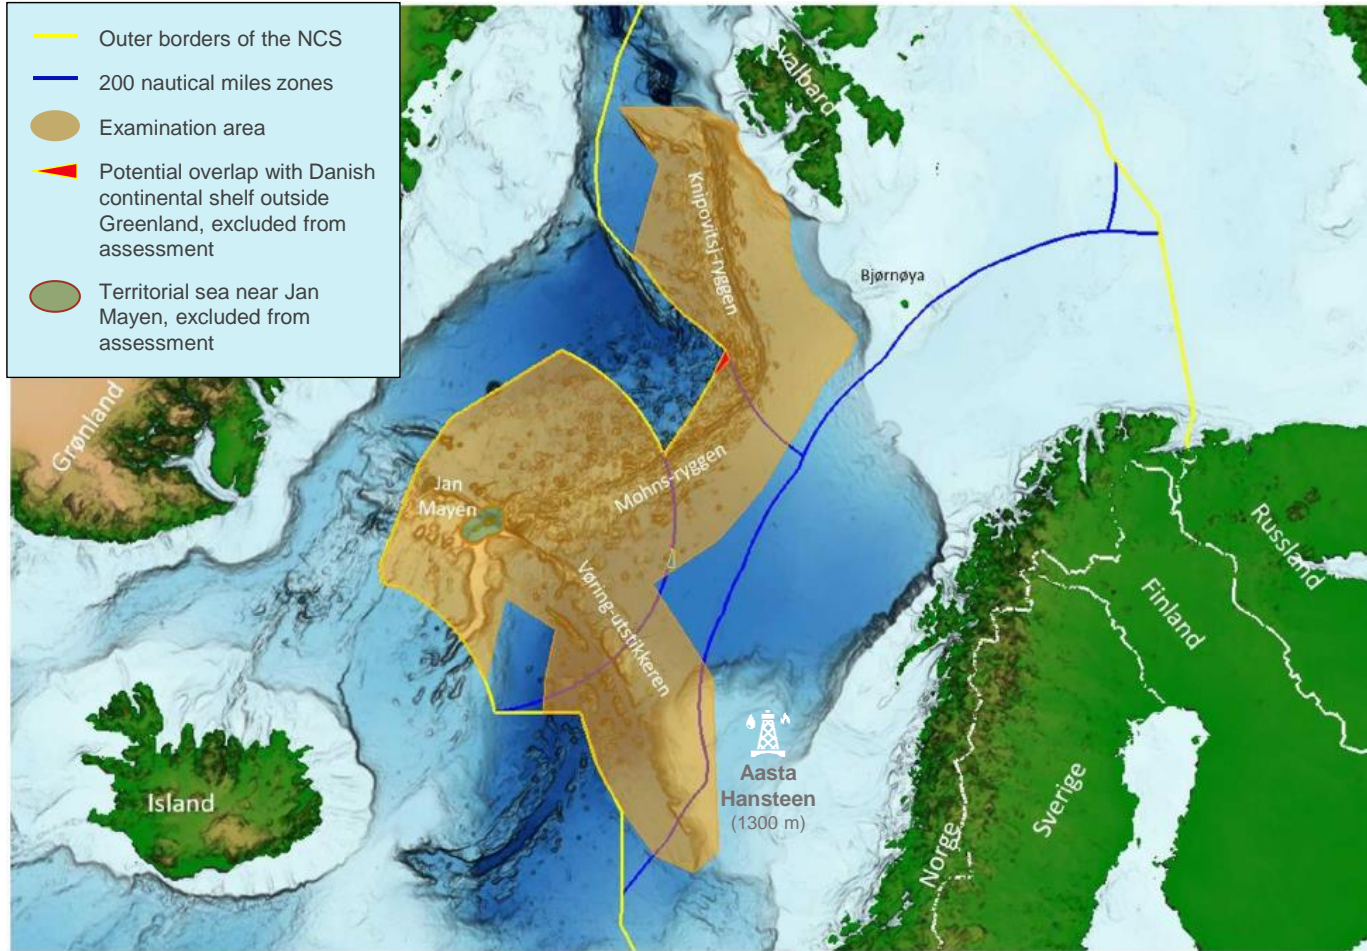 Outer borders of the NCS
200 nautical miles zones
Examination area
Potential overlap with Danish
continental shelf outside
Greenland, excluded from
assessment
Territorial sea near Jan
Mayen, excluded from
assessment
Svalbard
Knipovitsj-ryggen
Bjørnøya
Grønland
Jan
Mayen
Mohns-ryggen
Vøring-utstikkeren
Russland
Finland
Aasta
Hansteen
(1300 m)
Island
Sverige
Norge